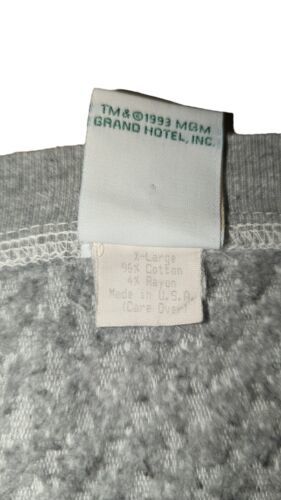 TM&©1993 MGM
GRAND HOTEL, INC.
X-Large
96% Cotton
4% Rayon
Made in U.S.A.
(Care Over)